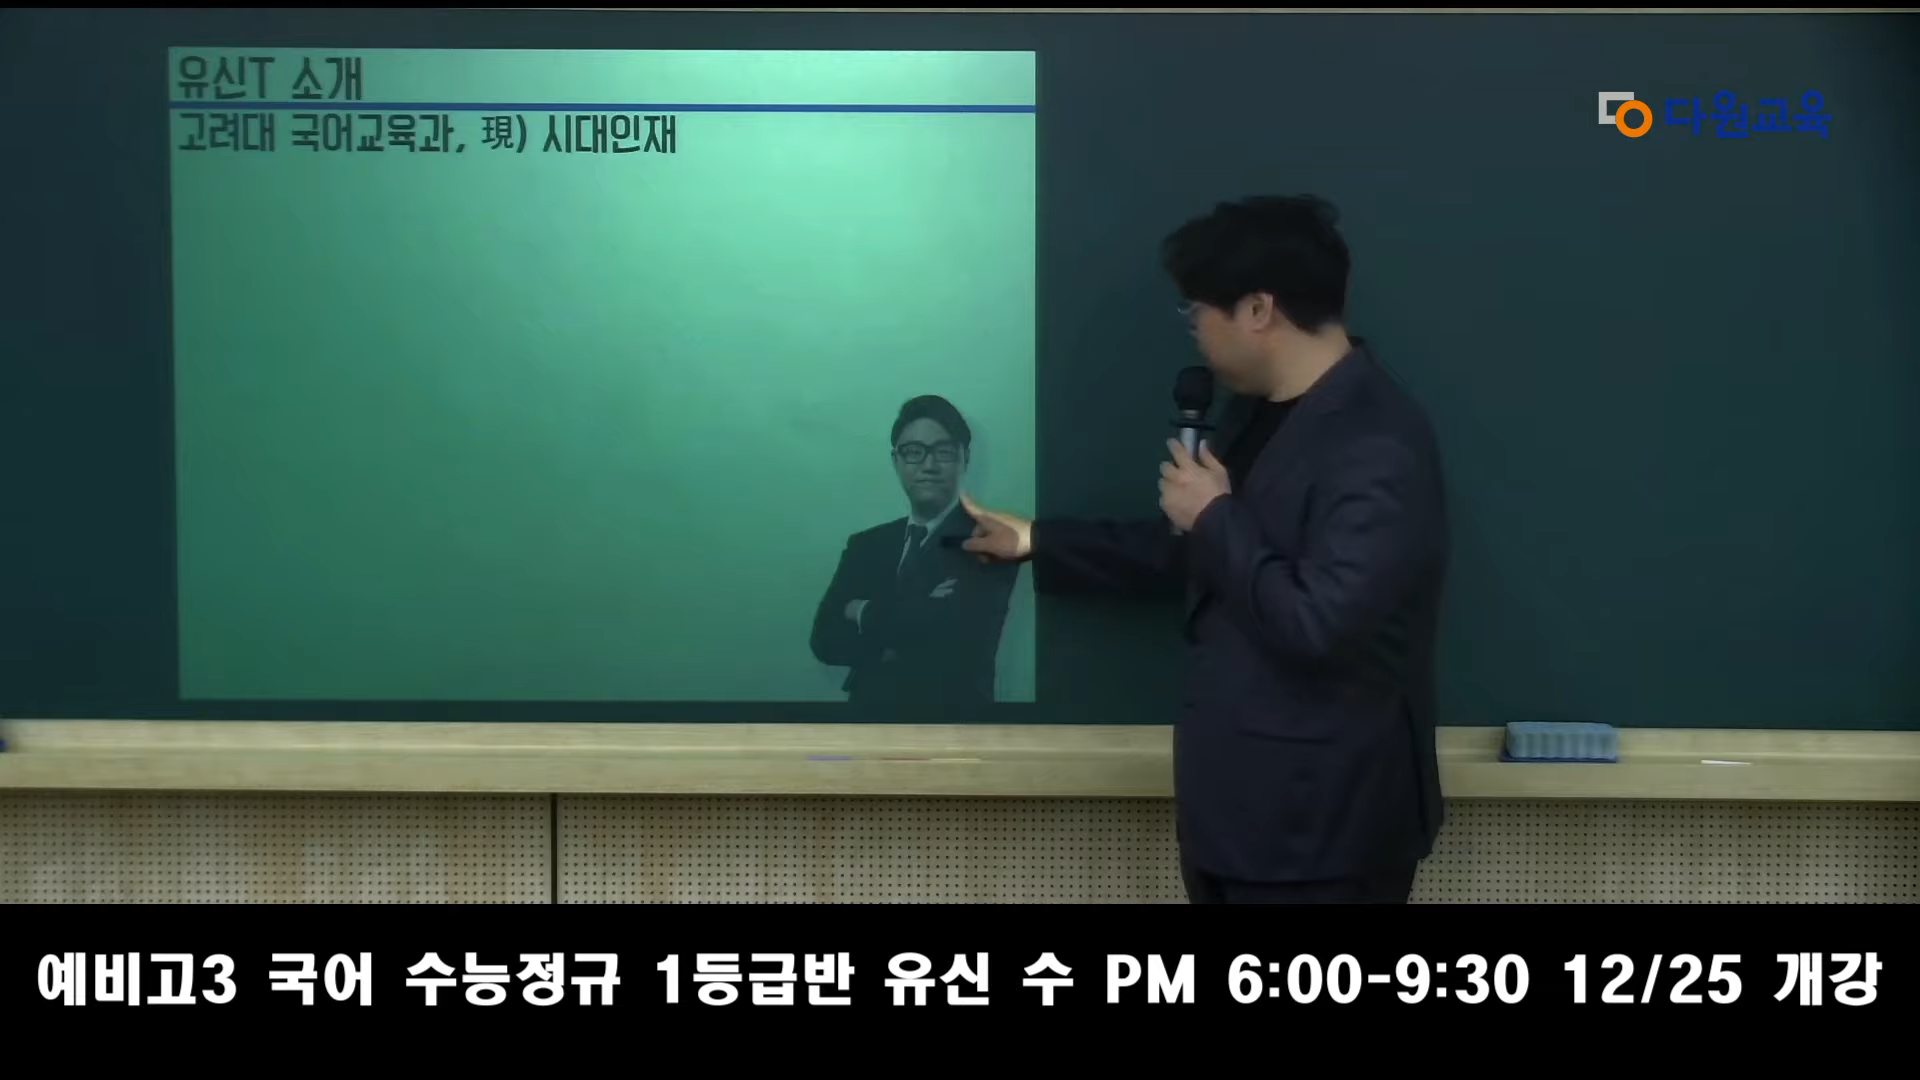 유신T 소개
고려대 국어교육과, 現) 시대인재
다원교육
예비고3 국어 수능정규 1등급반 유신 수 PM 6:00-9:30 12/25 개강